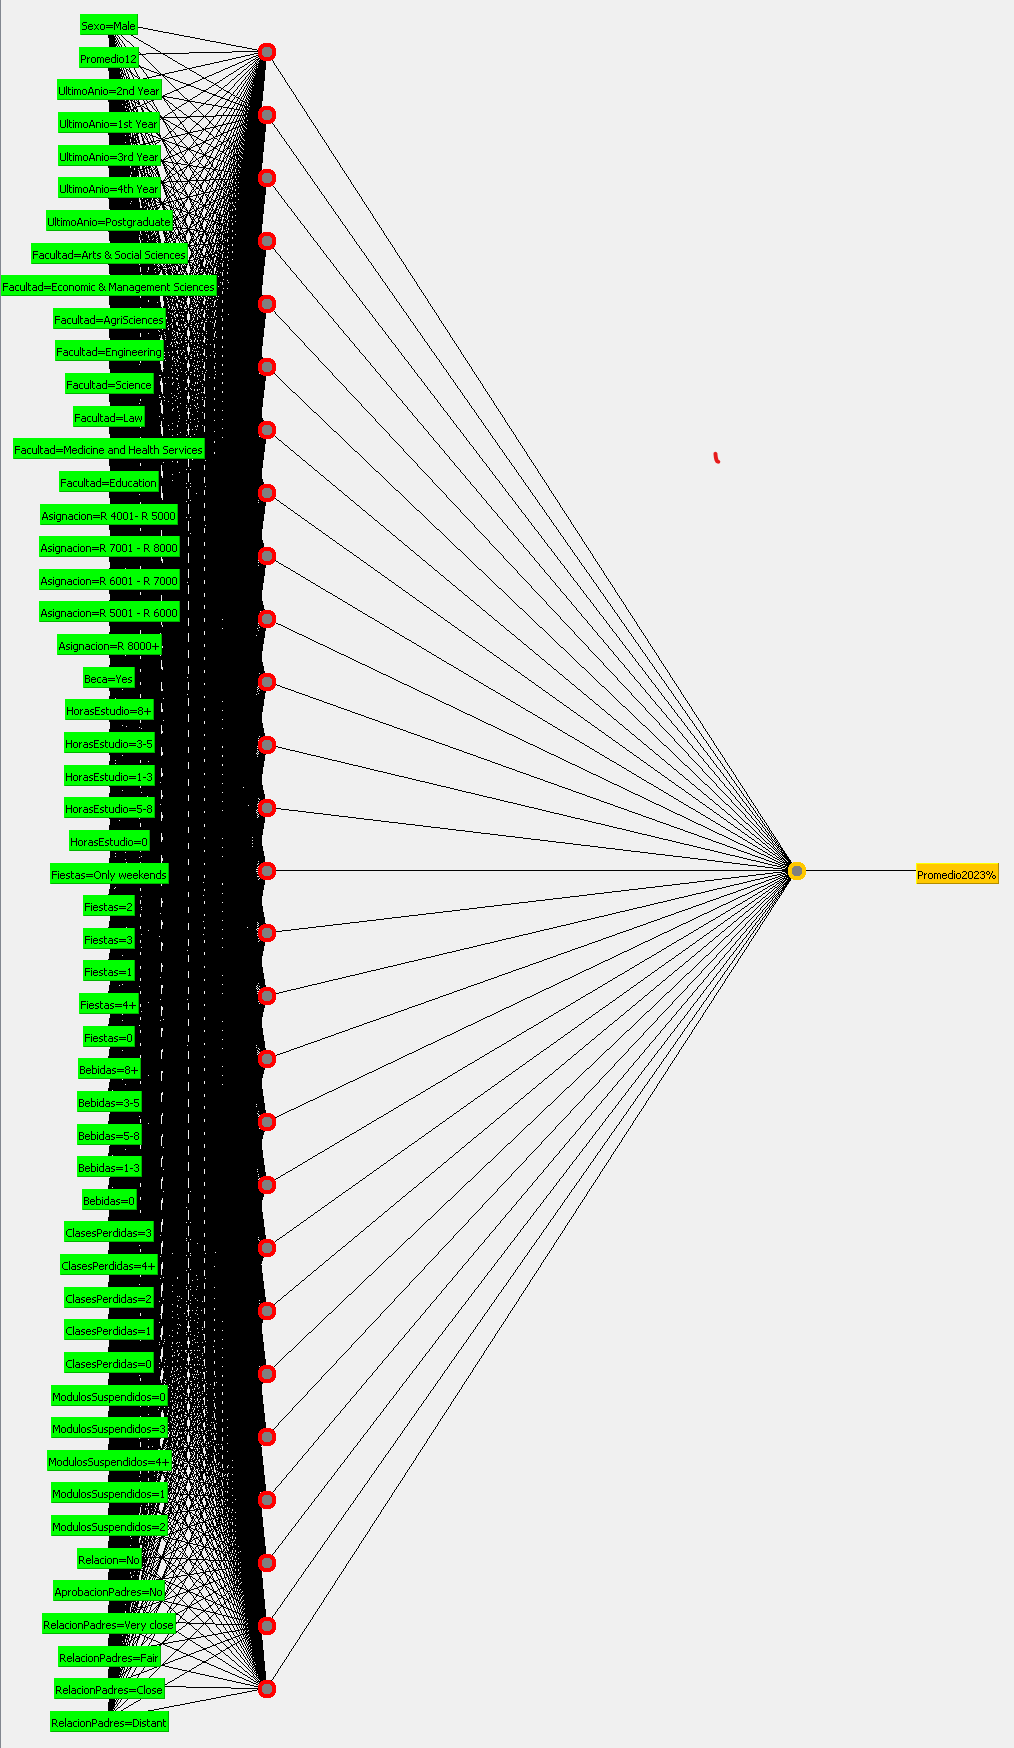 Sexo=Male
Promedio12
UltimoAnio=2nd Year
UltimoAnio=1st Year
UltimoAnio=3rd Year
UltimoAnio=4th Year
UltimoAnio=Postgraduate
Facultad=Arts & Social Sciences
Facultad=Economic & Management Sciences
Facultad=AgriSciences
Facultad=Engineering
Facultad=Science
Facultad=Law
Facultad=Medicine and Health Services
Facultad=Education
Asignacion=R 4001- R 5000
Asignacion=R 7001 - R 8000
Asignacion=R 6001 - R 7000
Asignacion=R 5001 - R 6000
Asignacion=R 8000+
Beca=Yes
HorasEstudio=8+
HorasEstudio=3-5
HorasEstudio=1-3
HorasEstudio=5-8
HorasEstudio=0
Fiestas=Only weekends
Fiestas=2
Fiestas=3
Fiestas=1
Fiestas=4+
Fiestas=0
Bebidas=8+
Bebidas=3-5
Bebidas=5-8
Bebidas=1-3
Bebidas=0
ClasesPerdidas=3
ClasesPerdidas=4+
ClasesPerdidas=2
ClasesPerdidas=1
ClasesPerdidas=0
ModulosSuspendidos=0
ModulosSuspendidos=3
ModulosSuspendidos=4+
ModulosSuspendidos=1
ModulosSuspendidos=2
Relacion=No
AprobacionPadres=No
RelacionPadres=Very close
RelacionPadres=Fair
RelacionPadres=Close
RelacionPadres=Distant
Promedio2023%